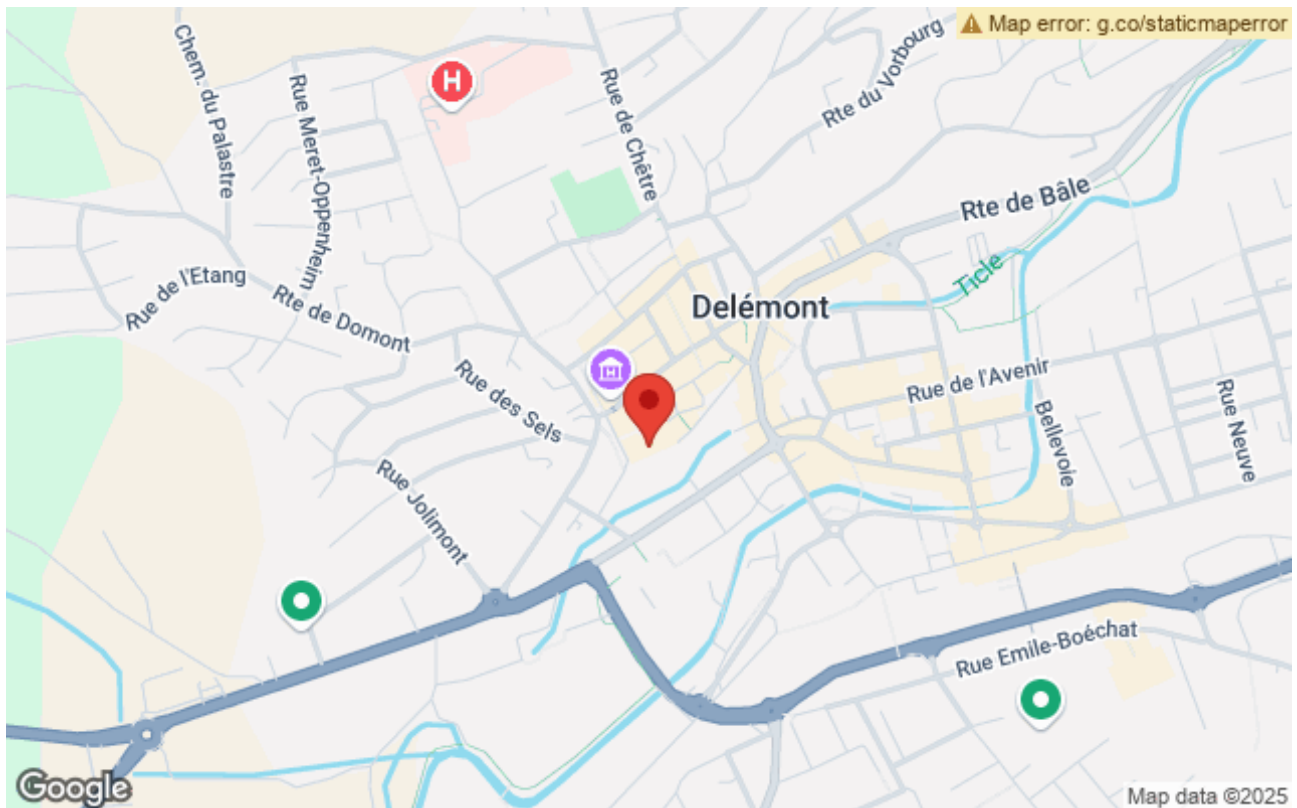 Map error: g.co/staticmaperror
Chem. du Palastre
Rue Meret-Oppenheim
H
Rue de Chêtre
Rte du Vorbourg
Rte de Bâle
Rue de l'Etang
Rte de Domont
Ticle
Delémont
Rue des Sels
Rue de l'Avenir
Bellevoie
Rue Neuve
Rue Jolimont
Rue Emile-Boéchat
Google
Map data ©2025